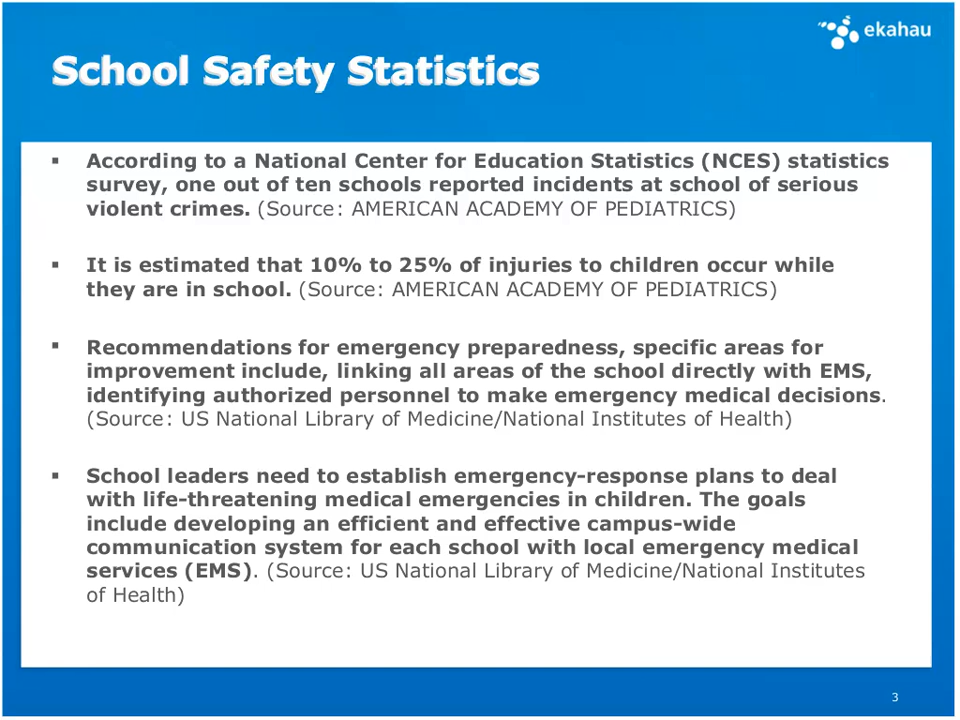 ekahau
School Safety Statistics
▪ According to a National Center for Education Statistics (NCES) statistics
survey, one out of ten schools reported incidents at school of serious
violent crimes. (Source: AMERICAN ACADEMY OF PEDIATRICS)
▪ It is estimated that 10% to 25% of injuries to children occur while
they are in school. (Source: AMERICAN ACADEMY OF PEDIATRICS)
▪ Recommendations for emergency preparedness, specific areas for
improvement include, linking all areas of the school directly with EMS,
identifying authorized personnel to make emergency medical decisions.
(Source: US National Library of Medicine/National Institutes of Health)
▪ School leaders need to establish emergency-response plans to deal
with life-threatening medical emergencies in children. The goals
include developing an efficient and effective campus-wide
communication system for each school with local emergency medical
services (EMS). (Source: US National Library of Medicine/National Institutes
of Health)
3